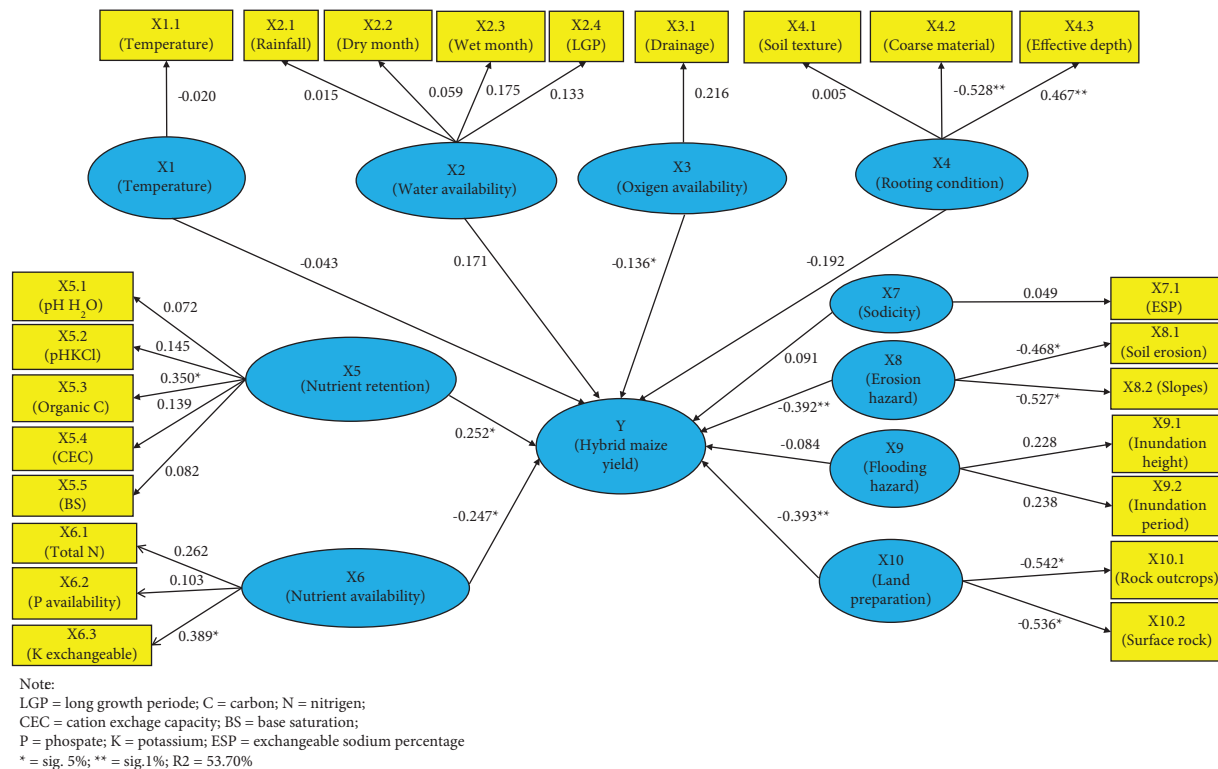 X1.1
(Temperature)
X2.1
(Rainfall)
X2.2
(Dry month)
X2.3
(Wet month)
X2.4
(LGP)
X3.1
(Drainage)
X4.1
(Soil texture)
X4.2
(Coarse material)
X4.3
(Effective depth)
-0.020
0.015
0.059
0.175
0.133
0.216
0.005
-0.528**
0.467**
X1
(Temperature)
X2
(Water availability)
X3
(Oxigen availability)
X4
(Rooting condition)
-0.043
0.171
-0.136*
-0.192
X5.1
(pH H2O)
X5.2
(pHKCl)
X5.3
(Organic C)
X5.4
(CEC)
X5.5
(BS)
0.072
0.145
0.350*
0.139
0.082
X5
(Nutrient retention)
0.252*
X6.1
(Total N)
X6.2
(P availability)
X6.3
(K exchangeable)
0.262
0.103
0.389*
X6
(Nutrient availability)
-0.247*
Y
(Hybrid maize
yield)
X7
(Sodicity)
0.091
0.049
X7.1
(ESP)
X8
(Erosion
hazard)
-0.392**
-0.468*
-0.527*
X8.1
(Soil erosion)
X8.2 (Slopes)
X9
(Flooding
hazard)
-0.084
0.228
0.238
X9.1
(Inundation
height)
X9.2
(Inundation
period)
X10
(Land
preparation)
-0.393**
-0.542*
-0.536*
X10.1
(Rock outcrops)
X10.2
(Surface rock)
Note:
LGP = long growth periode; C = carbon; N = nitrigen;
CEC = cation exchage capacity; BS = base saturation;
P = phospate; K = potassium; ESP = exchangeable sodium percentage
* = sig. 5%; ** = sig.1%; R2 = 53.70%